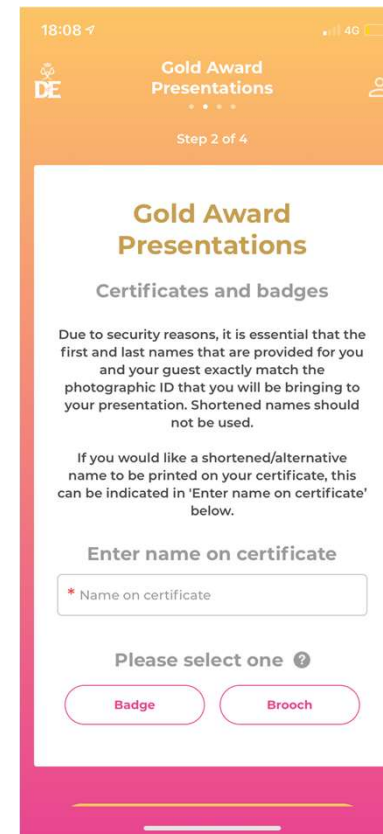 18:08
4G
DE
Gold Award
Presentations
Step 2 of 4
Gold Award
Presentations
Certificates and badges
Due to security reasons, it is essential that the
first and last names that are provided for you
and your guest exactly match the
photographic ID that you will be bringing to
your presentation. Shortened names should
not be used.
If you would like a shortened/alternative
name to be printed on your certificate, this
can be indicated in 'Enter name on certificate'
below.
Enter name on certificate
* Name on certificate
Please select one ?
Badge
Brooch